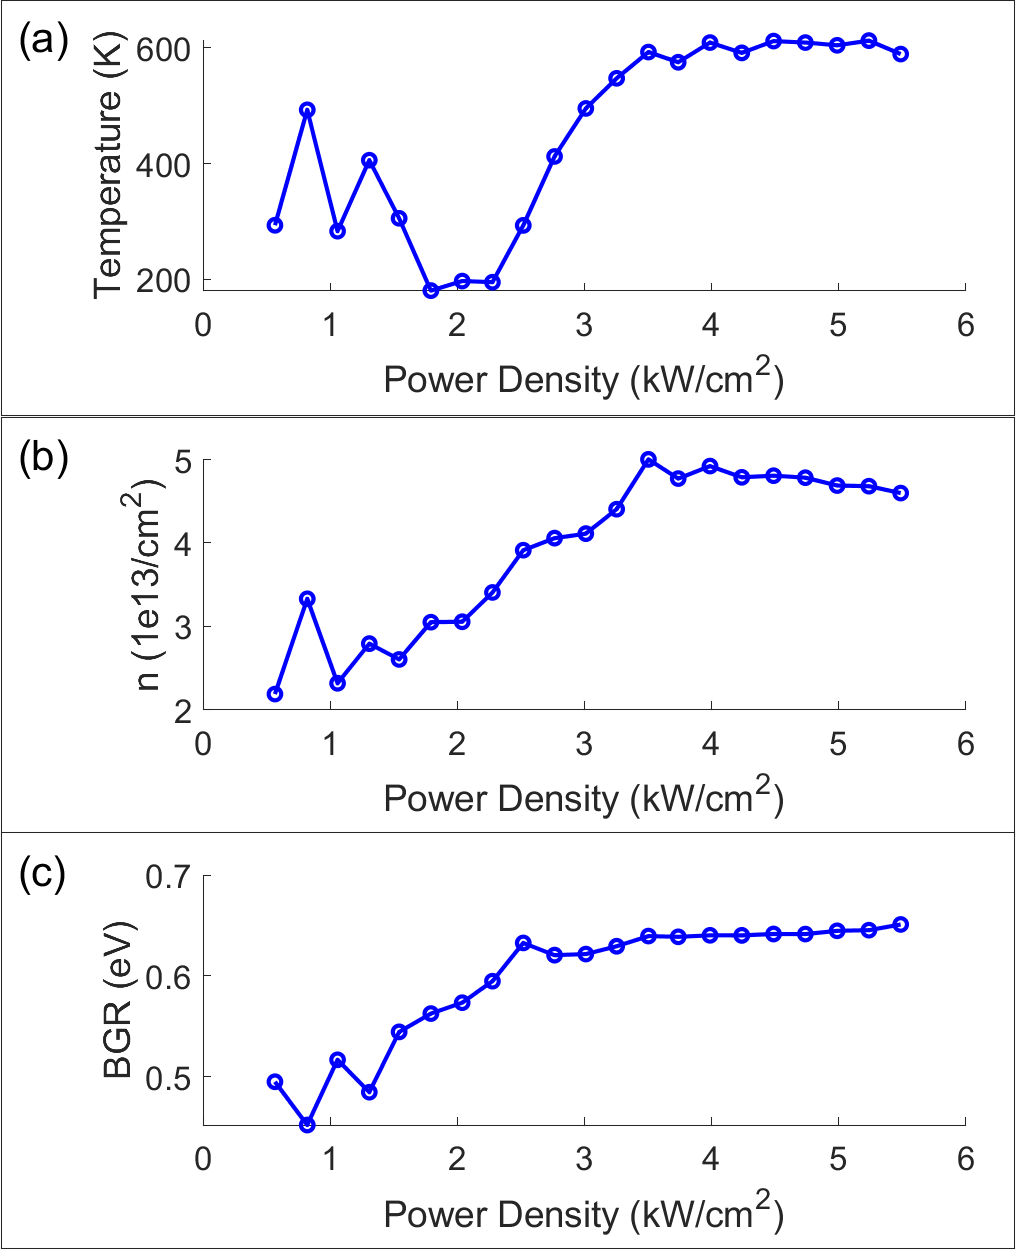 (a)
Temperature (K)
600
400
200
0 1 2 3 4 5 6
Power Density (kW/cm²)
(b)
n (1e13/cm²)
5
4
3
2
0 1 2 3 4 5 6
Power Density (kW/cm²)
(c)
BGR (eV)
0.7
0.6
0.5
0 1 2 3 4 5 6
Power Density (kW/cm²)